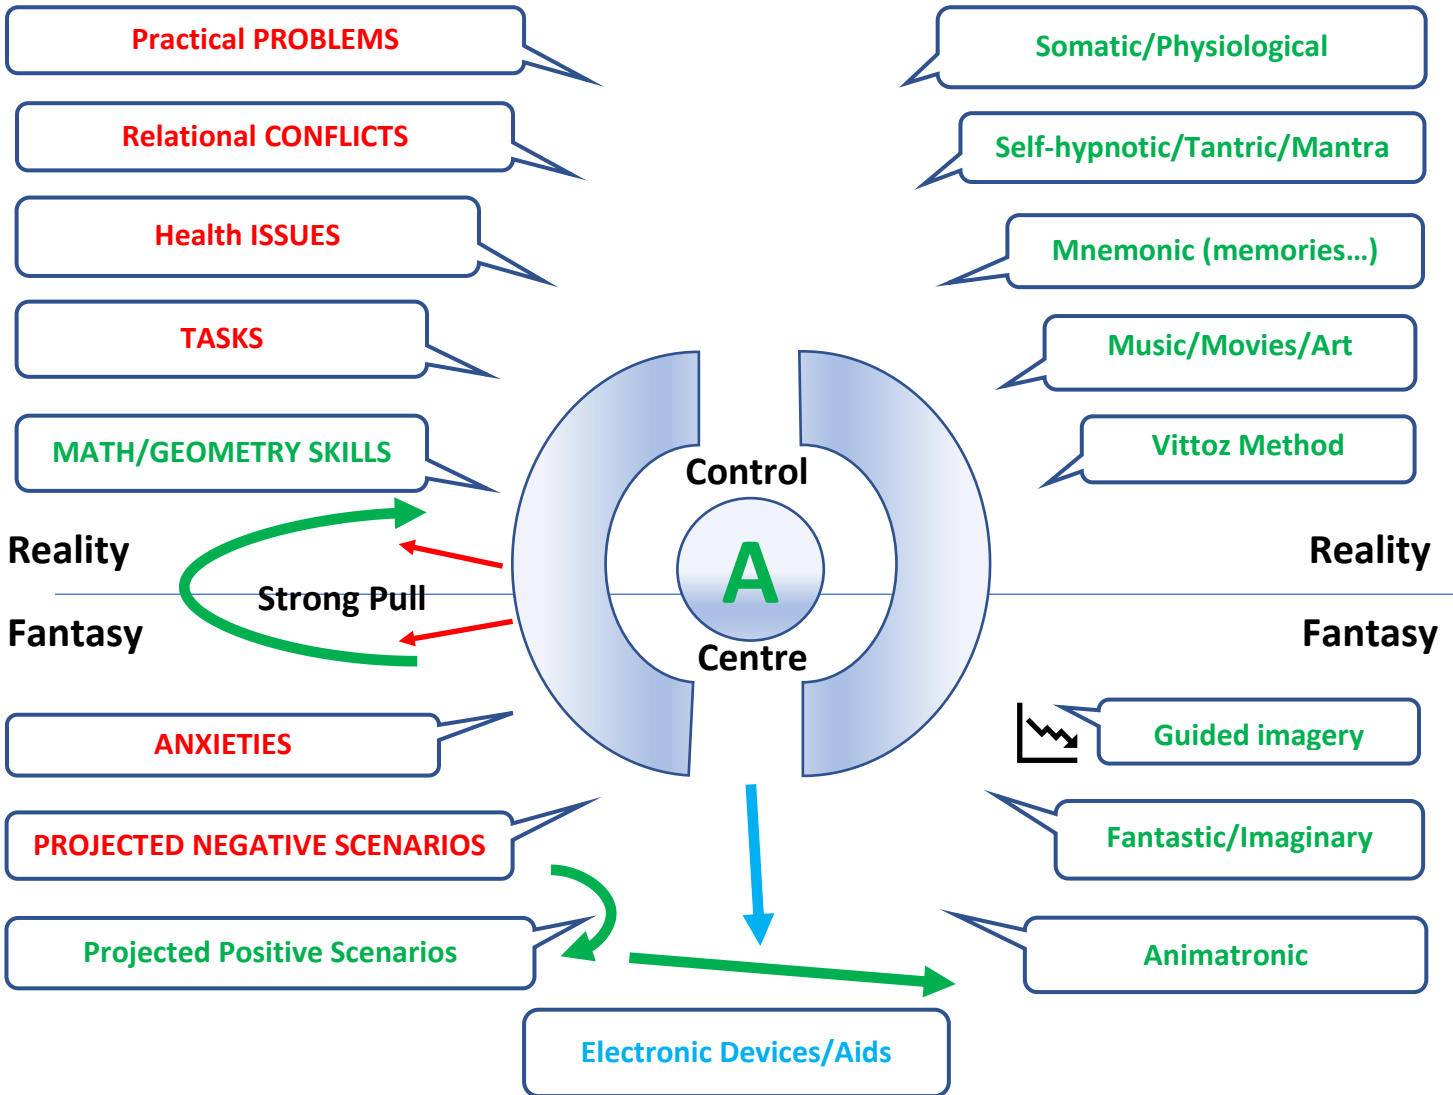 Practical PROBLEMS
Somatic/Physiological
Relational CONFLICTS
Self-hypnotic/Tantric/Mantra
Health ISSUES
Mnemonic (memories…)
TASKS
Music/Movies/Art
MATH/GEOMETRY SKILLS
Vittoz Method
Control
A
Centre
Reality
Reality
Strong Pull
Fantasy
Fantasy
ANXIETIES
Guided imagery
PROJECTED NEGATIVE SCENARIOS
Fantastic/Imaginary
Projected Positive Scenarios
Animatronic
Electronic Devices/Aids